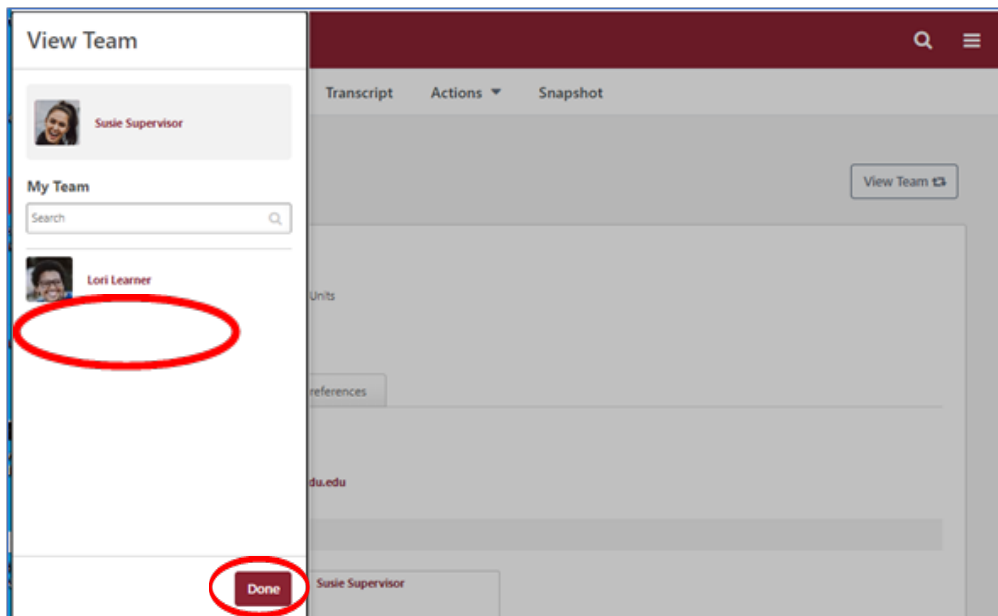 View Team
Susie Supervisor
My Team
Search
Lori Learner
Done
Transcript Actions Snapshot
View Team
Units
references
du.edu
Susie Supervisor